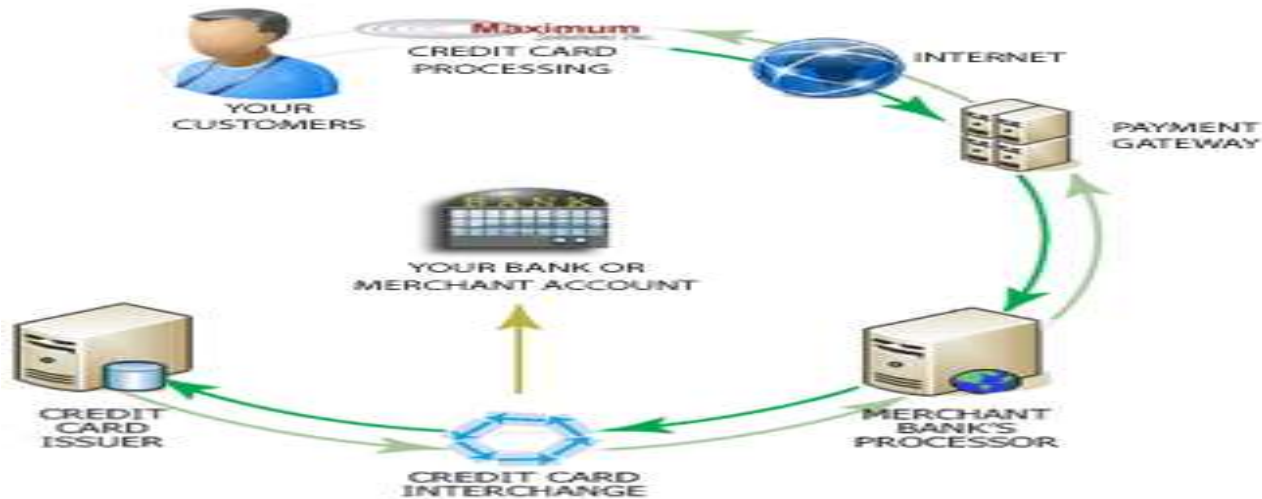 Maximum
CREDIT CARD
PROCESSING
INTERNET
YOUR
CUSTOMERS
PAYMENT
GATEWAY
BANK
YOUR BANK OR
MERCHANT ACCOUNT
CREDIT
CARD
ISSUER
MERCHANT
BANK'S
PROCESSOR
CREDIT CARD
INTERCHANGE